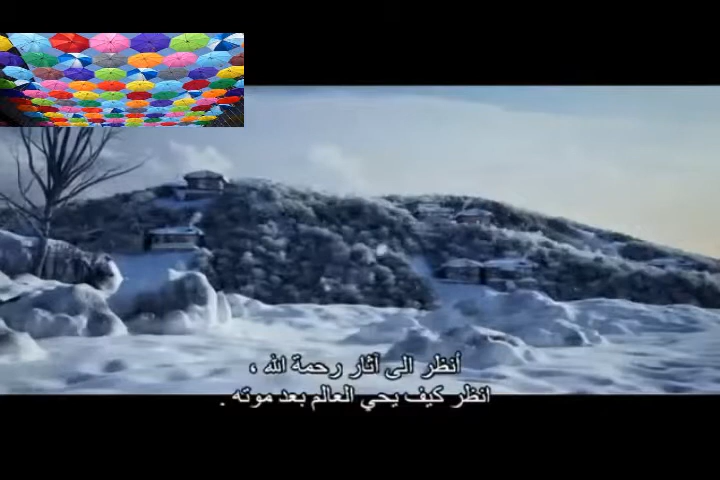 أنظر الى آثار رحمة الله ،
انظر كيف يحي العالم بعد موته .